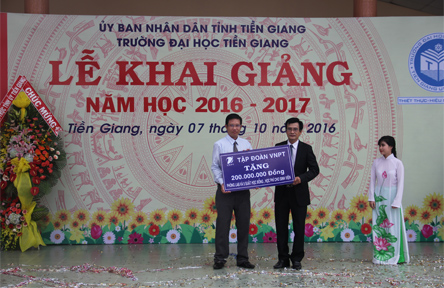 ỦY BAN NHÂN DÂN TỈNH TIỀN GIANG
TRƯỜNG ĐẠI HỌC TIỀN GIANG
LỄ KHAI GIẢNG
NĂM HỌC 2016 - 2017
Tiền Giang, ngày 07 tháng 10 năm 2016
CHÚC MỪNG
TẬP ĐOÀN VNPT
TẶNG
200.000.000 Đồng